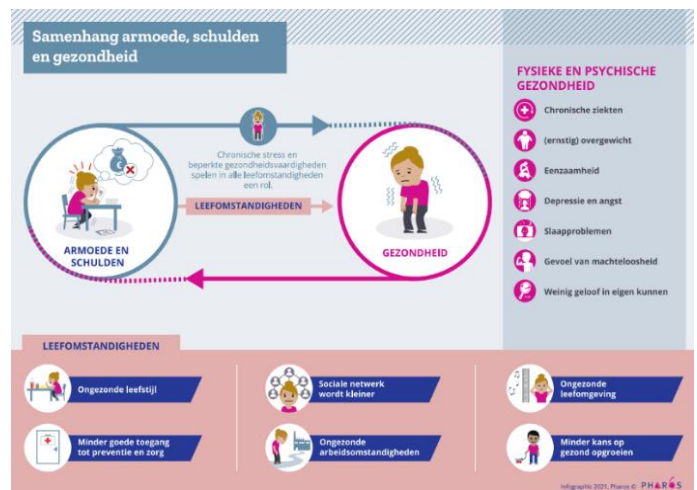 Samenhang armoede, schulden
en gezondheid
Chronische stress en
beperkte gezondheidsvaardigheden
spelen in alle leefomstandigheden
een rol.
LEEFOMSTANDIGHEDEN
ARMOEDE EN
SCHULDEN
GEZONDHEID
FYSIEKE EN PSYCHISCHE
GEZONDHEID
Chronische ziekten
(ernstig) overgewicht
Eenzaamheid
Depressie en angst
Slaapproblemen
Gevoel van machteloosheid
Weinig geloof in eigen kunnen
LEEFOMSTANDIGHEDEN
Ongezonde leefstijl
Sociale netwerk
wordt kleiner
Ongezonde
leefomgeving
Minder goede toegang
tot preventie en zorg
Ongezonde
arbeidsomstandigheden
Minder kans op
gezond opgroeien
Infographic 2021, Pharos © PHAROS